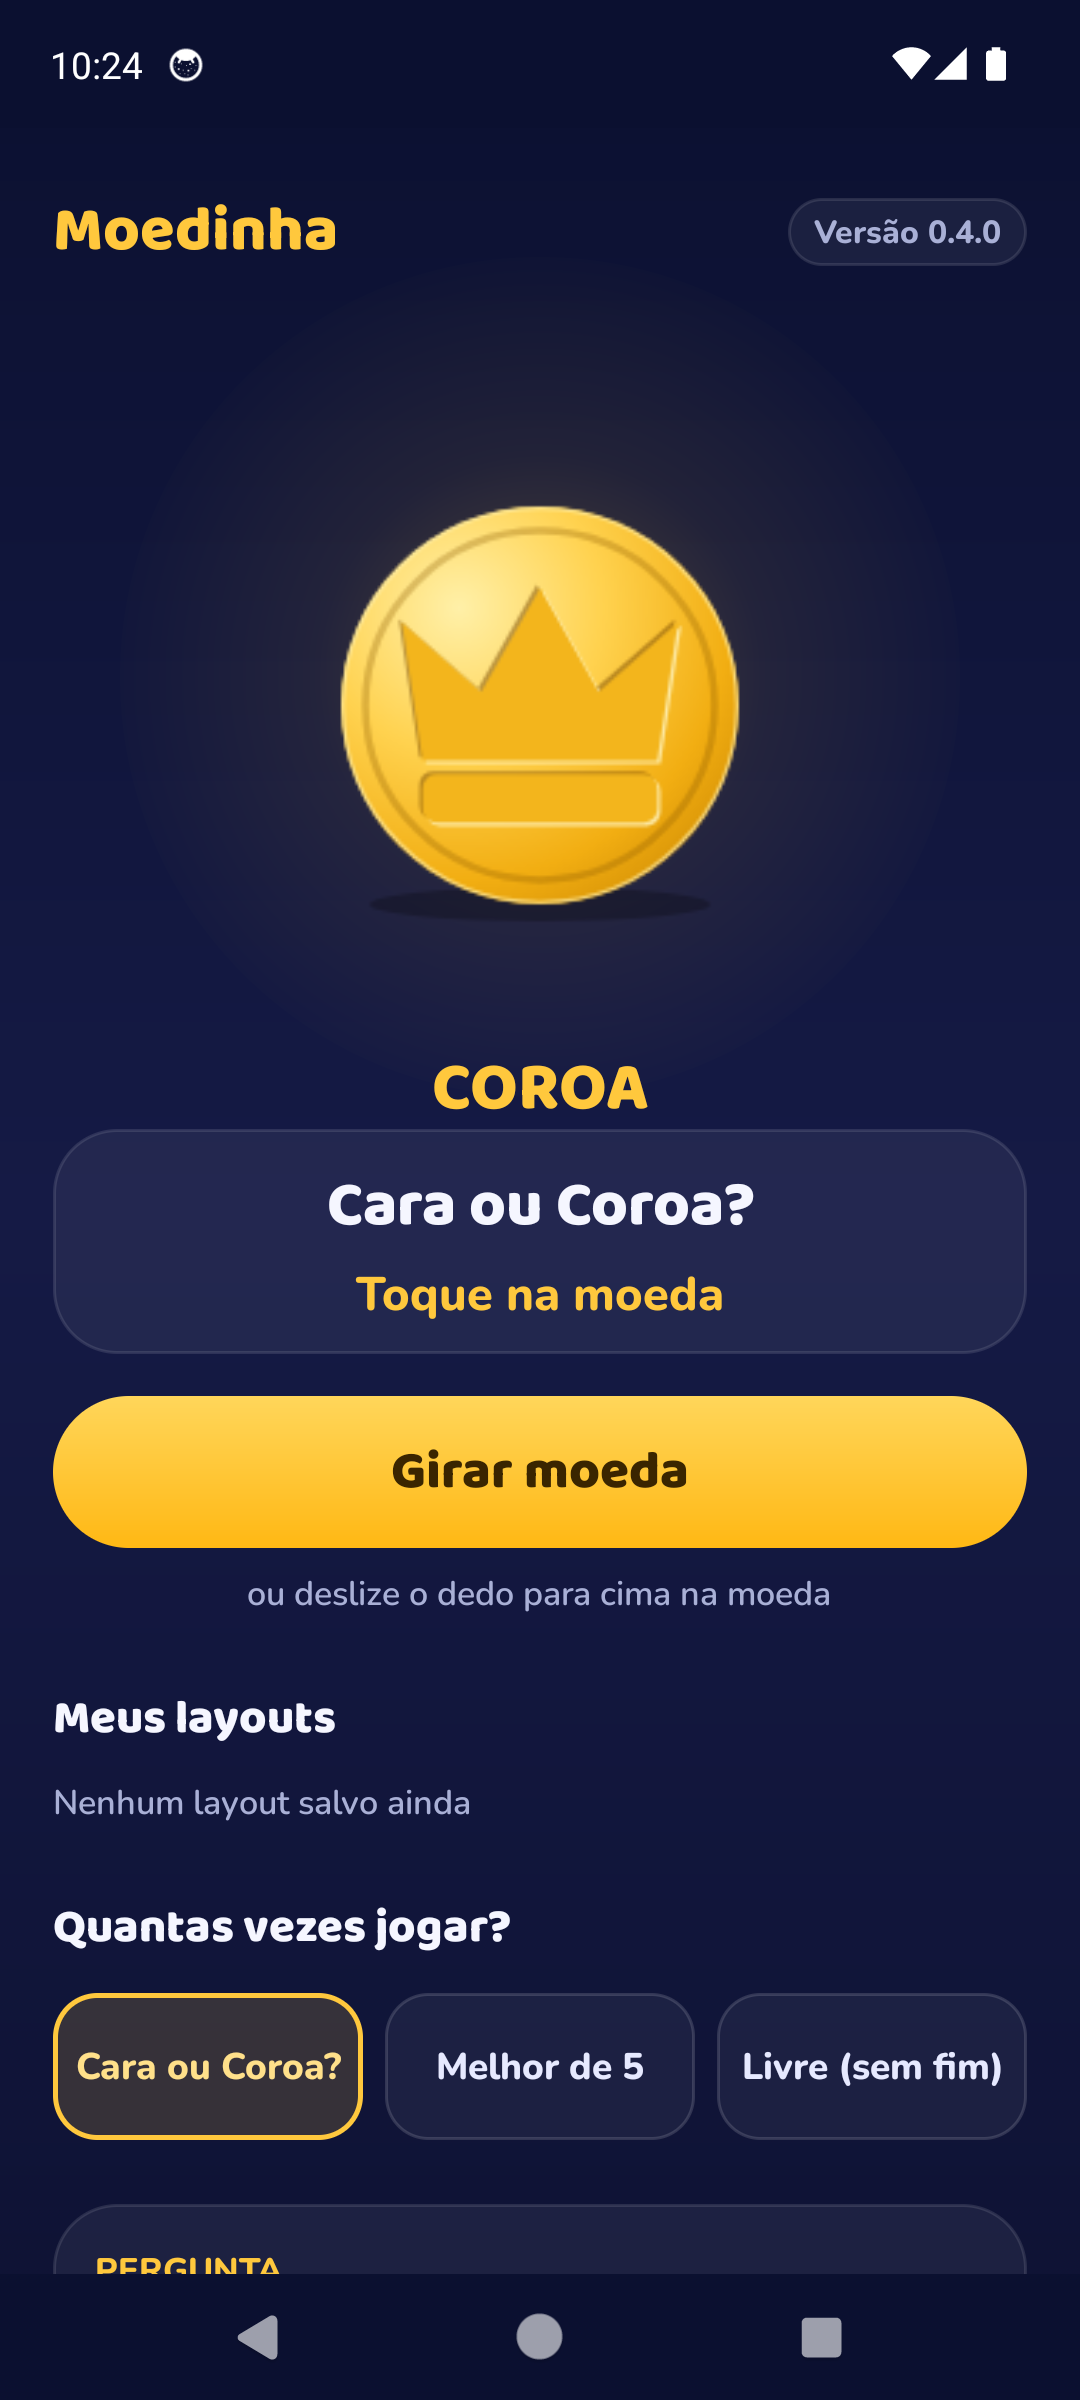 10:24
Moedinha
Versão 0.4.0
COROA
Cara ou Coroa?
Toque na moeda
Girar moeda
ou deslize o dedo para cima na moeda
Meus layouts
Nenhum layout salvo ainda
Quantas vezes jogar?
Cara ou Coroa?
Melhor de 5
Livre (sem fim)
PERGUNTA